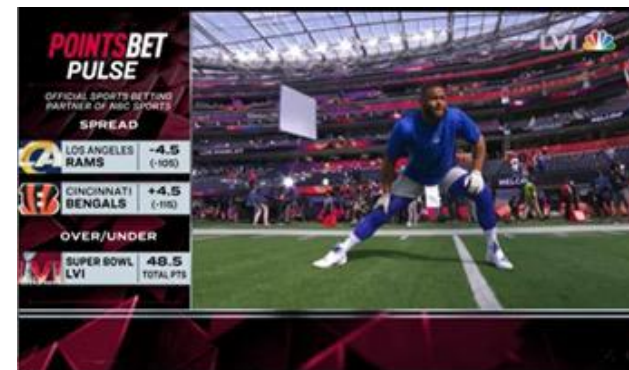 POINTSBET
PULSE
OFFICIAL SPORTS BETTING
PARTNER OF NBC SPORTS
SPREAD
LOS ANGELES -4.5
RAMS (-105)
CINCINNATI +4.5
BENGALS (-115)
OVER/UNDER
SUPER BOWL 48.5
LVI TOTAL PTS
LVI